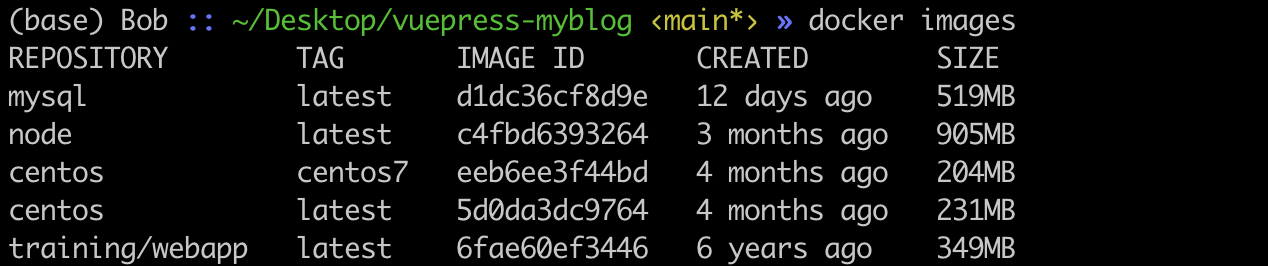 (base) Bob :: ~/Desktop/vuepress-myblog ‹main*› » docker images
REPOSITORY        TAG       IMAGE ID       CREATED        SIZE
mysql             latest    d1dc36cf8d9e   12 days ago    519MB
node              latest    c4fbd6393264   3 months ago   905MB
centos            centos7   eeb6ee3f44bd   4 months ago   204MB
centos            latest    5d0da3dc9764   4 months ago   231MB
training/webapp   latest    6fae60ef3446   6 years ago    349MB